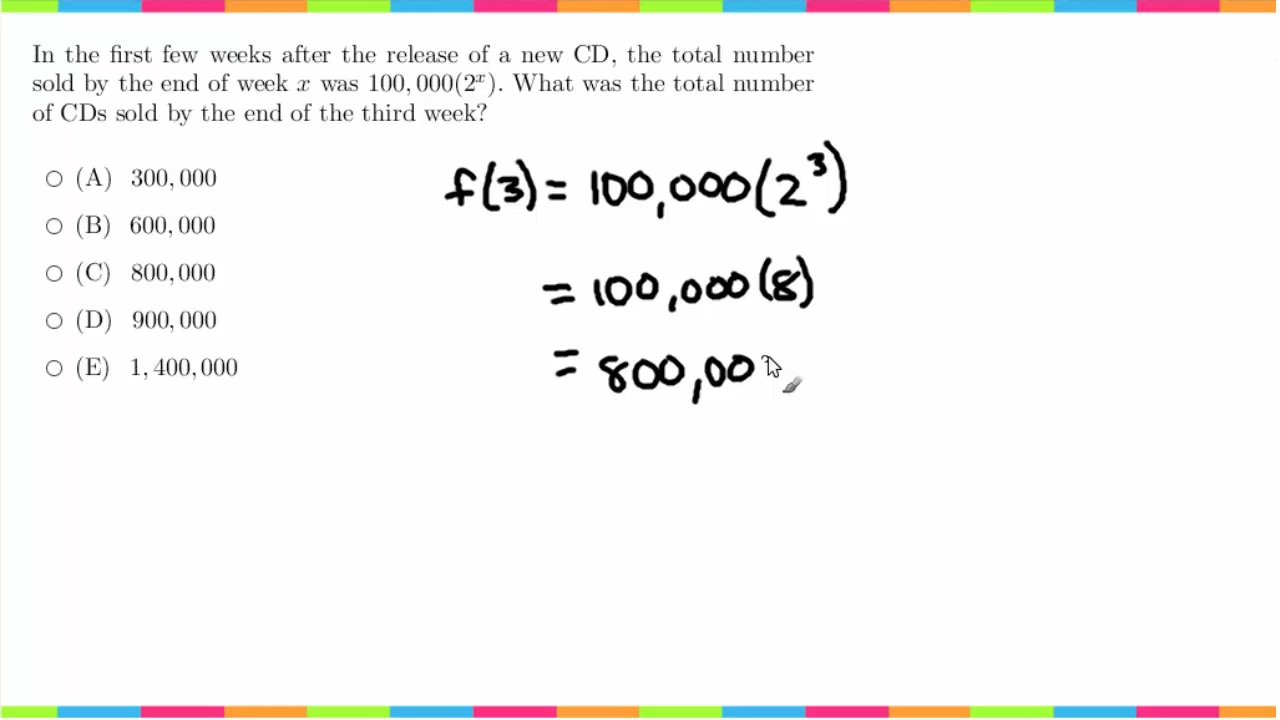 In the first few weeks after the release of a new CD, the total number
sold by the end of week x was 100,000(2ˣ). What was the total number
of CDs sold by the end of the third week?
(A) 300,000
(B) 600,000
(C) 800,000
(D) 900,000
(E) 1,400,000
f(3) = 100,000(2³)
= 100,000(8)
= 800,00